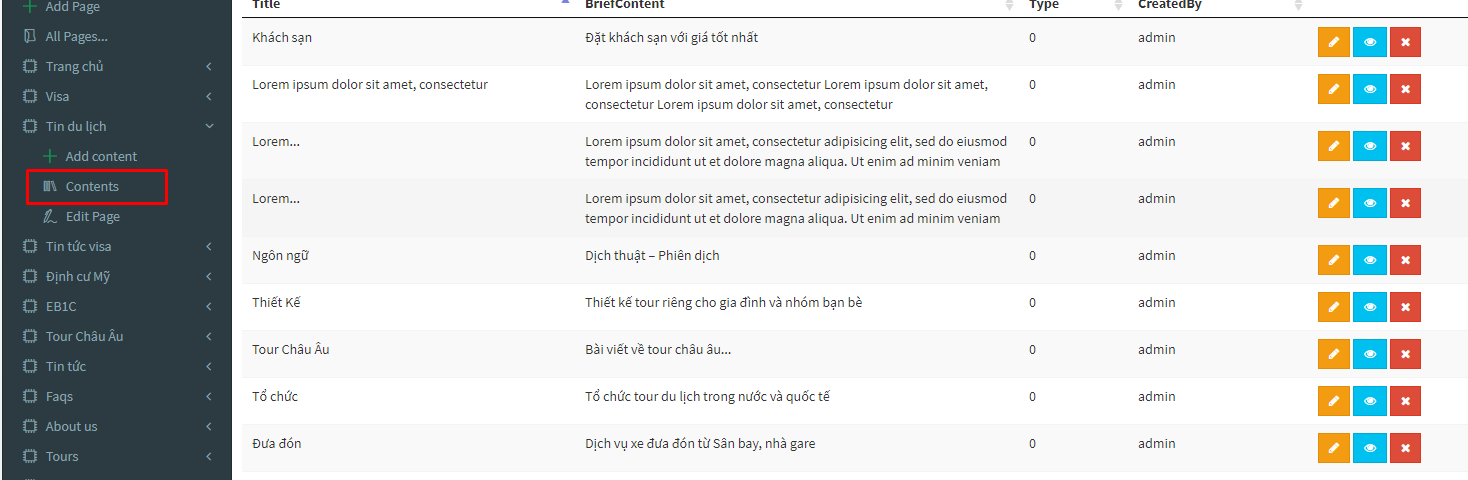 Add Page
All Pages...
Trang chủ
Visa
Tin du lịch
Add content
Contents
Edit Page
Tin tức visa
Định cư Mỹ
EB1C
Tour Châu Âu
Tin tức
Faqs
About us
Tours
Title BriefContent Type CreatedBy
Khách sạn Đặt khách sạn với giá tốt nhất 0 admin
Lorem ipsum dolor sit amet, consectetur Lorem ipsum dolor sit amet, consectetur Lorem ipsum dolor sit amet, 0 admin
consectetur Lorem ipsum dolor sit amet, consectetur
Lorem... Lorem ipsum dolor sit amet, consectetur adipisicing elit, sed do eiusmod 0 admin
tempor incididunt ut et dolore magna aliqua. Ut enim ad minim veniam
Lorem... Lorem ipsum dolor sit amet, consectetur adipisicing elit, sed do eiusmod 0 admin
tempor incididunt ut et dolore magna aliqua. Ut enim ad minim veniam
Ngôn ngữ Dịch thuật – Phiên dịch 0 admin
Thiết Kế Thiết kế tour riêng cho gia đình và nhóm bạn bè 0 admin
Tour Châu Âu Bài viết về tour châu âu... 0 admin
Tổ chức Tổ chức tour du lịch trong nước và quốc tế 0 admin
Đưa đón Dịch vụ xe đưa đón từ Sân bay, nhà gare 0 admin